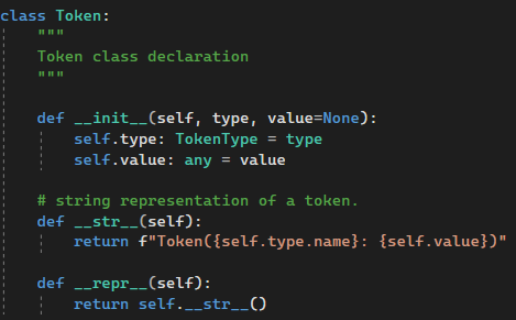 class Token:
    """
    Token class declaration
    """

    def __init__(self, type, value=None):
        self.type: TokenType = type
        self.value: any = value

    # string representation of a token.
    def __str__(self):
        return f"Token({self.type.name}: {self.value})"

    def __repr__(self):
        return self.__str__()